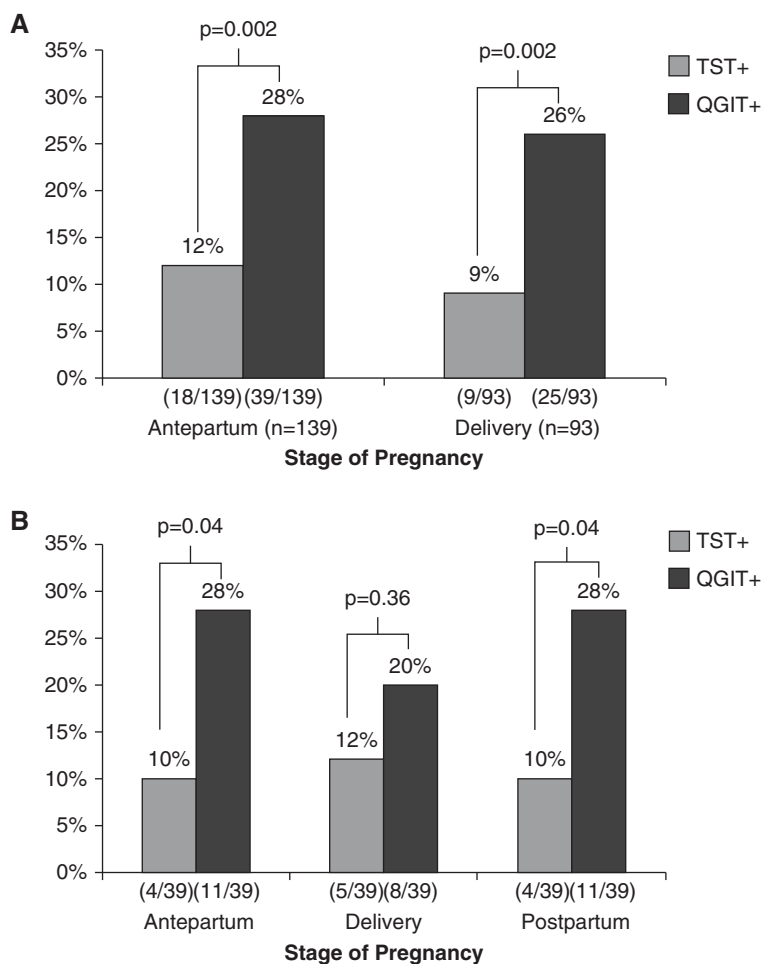 A
p=0.002
p=0.002
35%
30%
25%
20%
15%
10%
5%
0%
28%
12%
26%
9%
TST+
QGIT+
(18/139) (39/139)
(9/93) (25/93)
Antepartum (n=139)
Delivery (n=93)
Stage of Pregnancy
B
p=0.04
p=0.36
p=0.04
35%
30%
25%
20%
15%
10%
5%
0%
10%
28%
12%
20%
10%
28%
TST+
QGIT+
(4/39)(11/39)
(5/39)(8/39)
(4/39)(11/39)
Antepartum
Delivery
Postpartum
Stage of Pregnancy